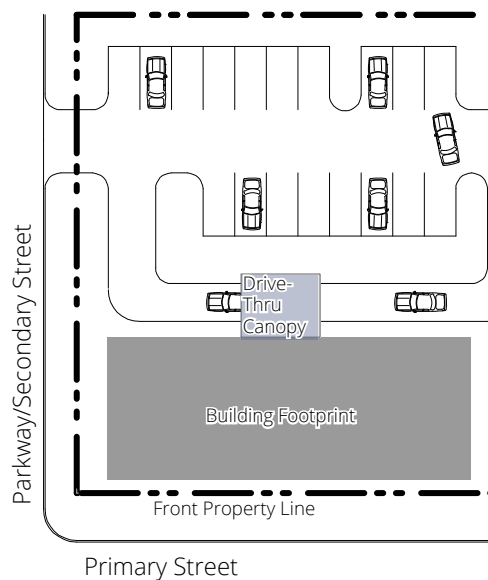 Parkway/Secondary Street
Drive-
Thru
Canopy
Building Footprint
Front Property Line
Primary Street